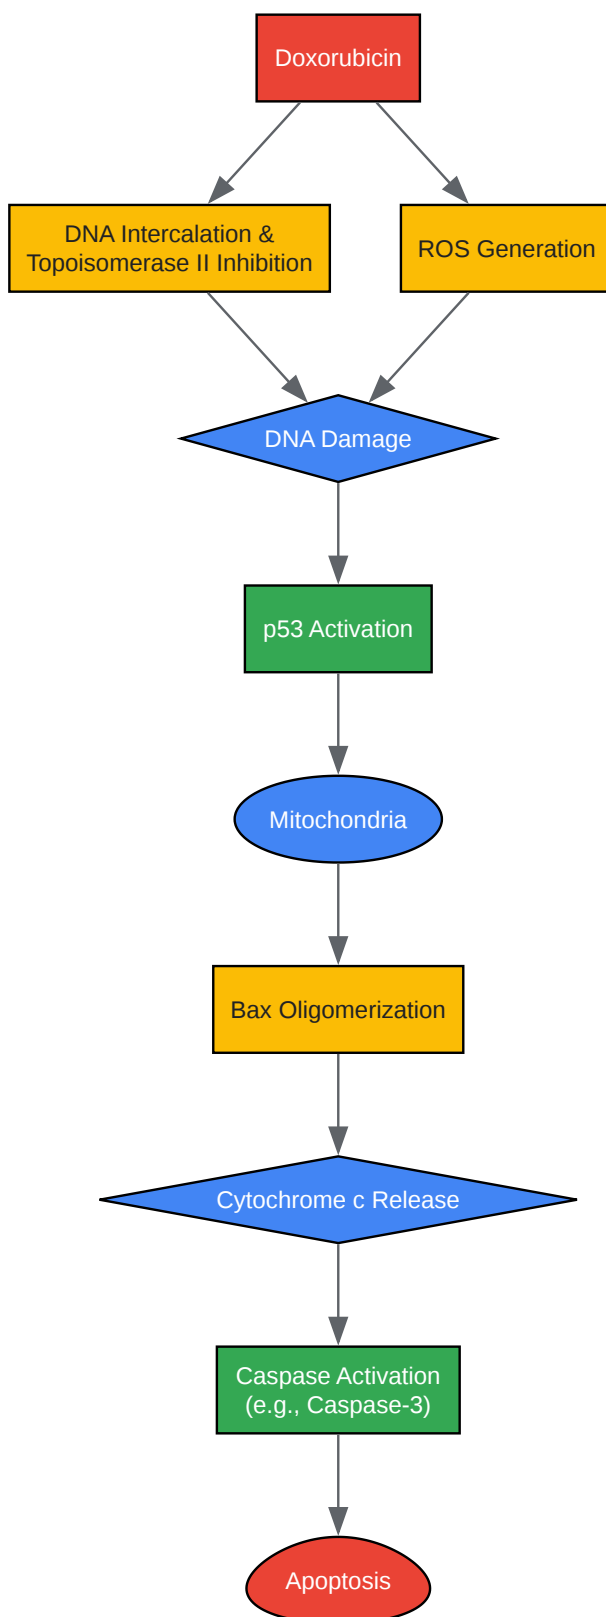 Doxorubicin
DNA Intercalation &
Topoisomerase II Inhibition
ROS Generation
DNA Damage
p53 Activation
Mitochondria
Bax Oligomerization
Cytochrome c Release
Caspase Activation
(e.g., Caspase-3)
Apoptosis